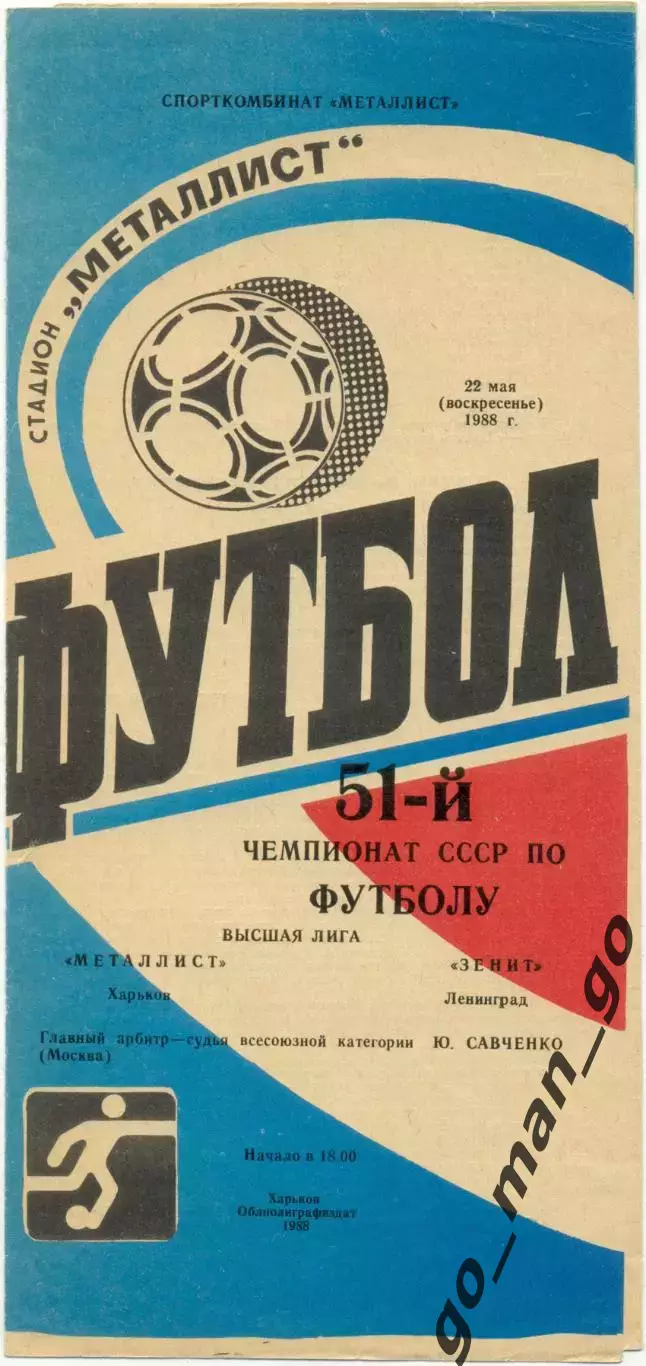 СПОРТКОМБИНАТ «МЕТАЛЛИСТ»
СТАДИОН „МЕТАЛЛИСТ“
22 мая
(воскресенье)
1988 г.
ФУТБОЛ
51-й
ЧЕМПИОНАТ СССР ПО
ФУТБОЛУ
ВЫСШАЯ ЛИГА
«МЕТАЛЛИСТ» «ЗЕНИТ»
Харьков Ленинград
Главный арбитр—судья всесоюзной категории Ю. САВЧЕНКО
(Москва)
Начало в 18.00
Харьков
Облполиграфиздат
1988
go_man_go